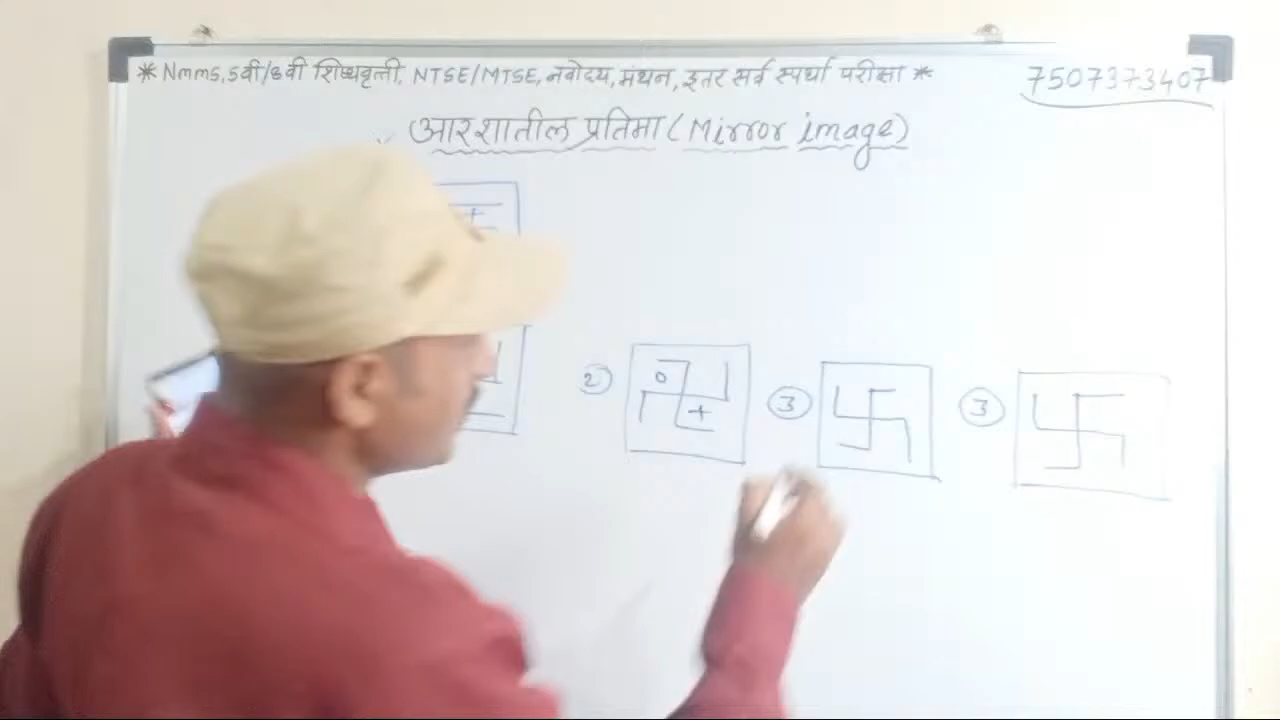 * Nmms, 5वी/8वी शिष्यवृत्ती, NTSE/MTSE, नवोदय, मंथन, इतर सर्व स्पर्धा परीक्षा *
7507373407
आरशातील प्रतिमा (Mirror image)
+
② ③ ③
o
+